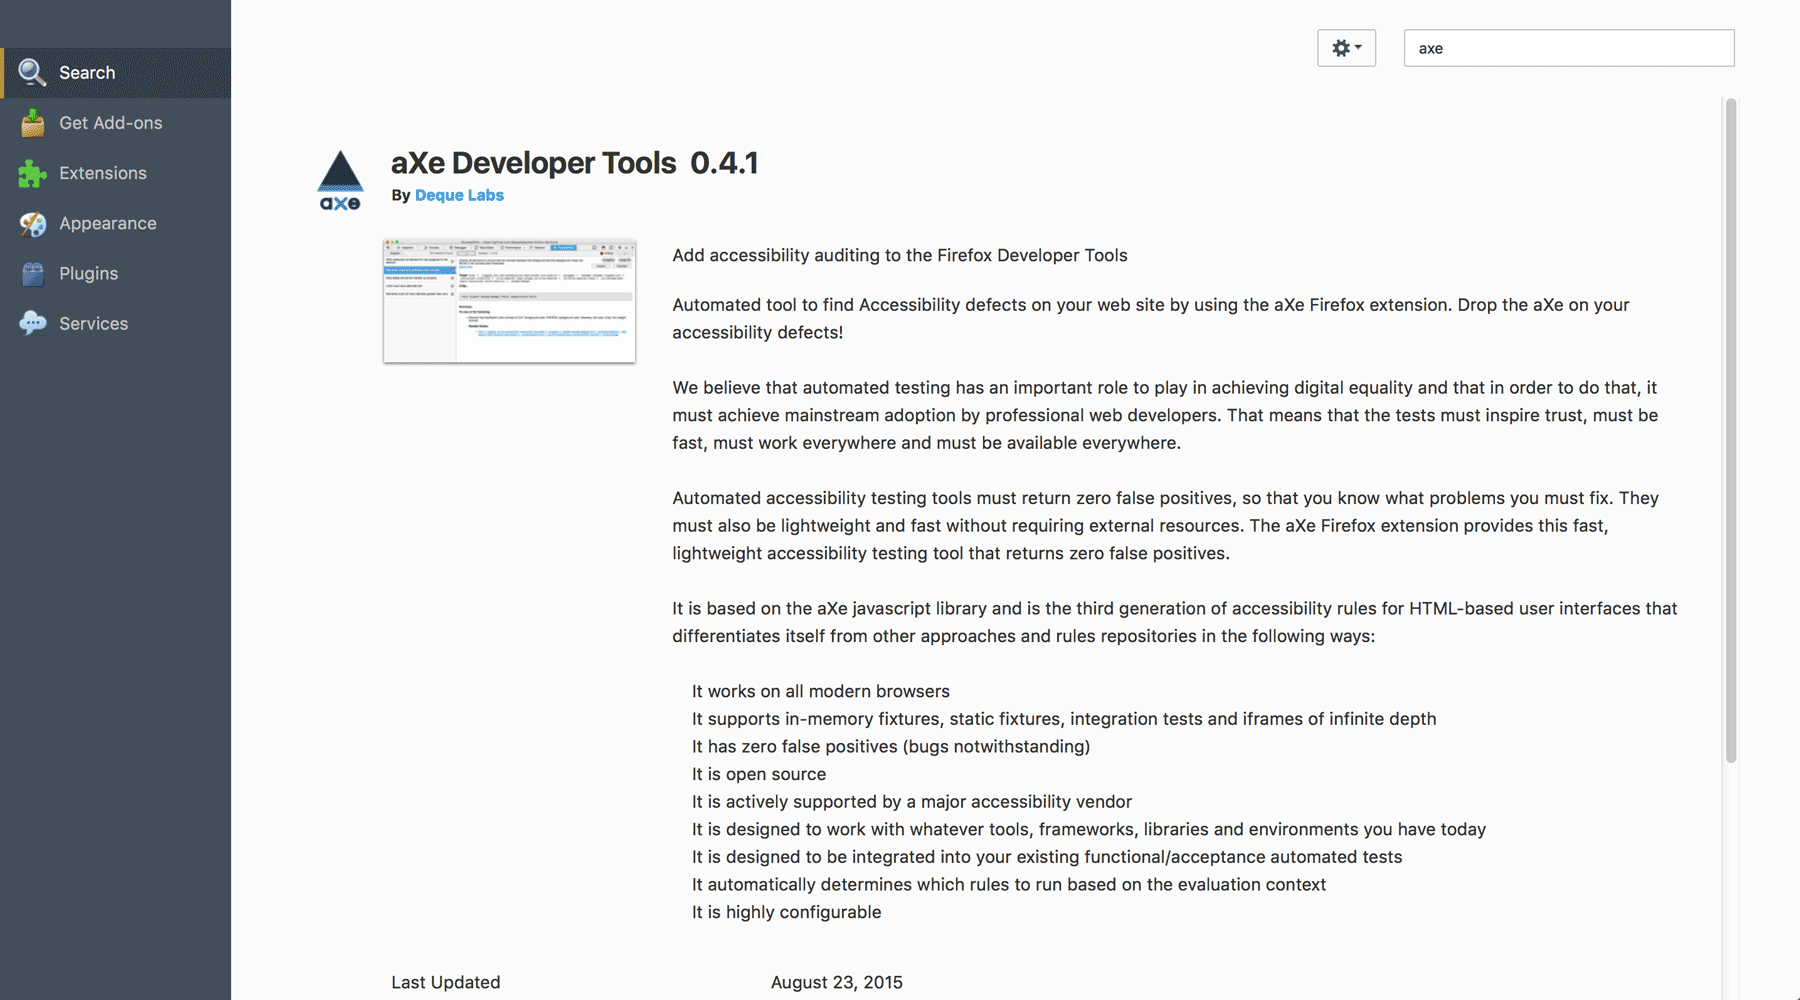 axe
Search
Get Add-ons
Extensions
Appearance
Plugins
Services
axe
aXe Developer Tools 0.4.1
By Deque Labs
Add accessibility auditing to the Firefox Developer Tools
Automated tool to find Accessibility defects on your web site by using the aXe Firefox extension. Drop the aXe on your
accessibility defects!
We believe that automated testing has an important role to play in achieving digital equality and that in order to do that, it
must achieve mainstream adoption by professional web developers. That means that the tests must inspire trust, must be
fast, must work everywhere and must be available everywhere.
Automated accessibility testing tools must return zero false positives, so that you know what problems you must fix. They
must also be lightweight and fast without requiring external resources. The aXe Firefox extension provides this fast,
lightweight accessibility testing tool that returns zero false positives.
It is based on the aXe javascript library and is the third generation of accessibility rules for HTML-based user interfaces that
differentiates itself from other approaches and rules repositories in the following ways:
It works on all modern browsers
It supports in-memory fixtures, static fixtures, integration tests and iframes of infinite depth
It has zero false positives (bugs notwithstanding)
It is open source
It is actively supported by a major accessibility vendor
It is designed to work with whatever tools, frameworks, libraries and environments you have today
It is designed to be integrated into your existing functional/acceptance automated tests
It automatically determines which rules to run based on the evaluation context
It is highly configurable
Last Updated August 23, 2015